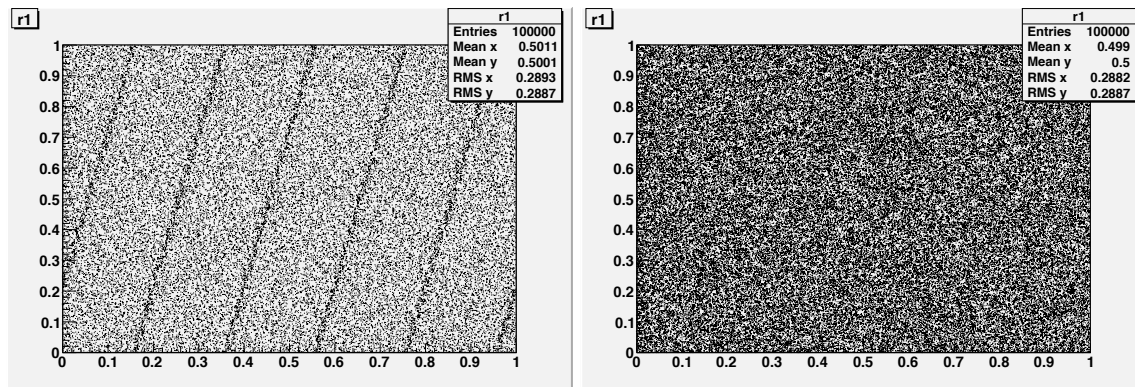 r1
r1
Entries 100000
Mean x 0.5011
Mean y 0.5001
RMS x 0.2893
RMS y 0.2887
1
0.9
0.8
0.7
0.6
0.5
0.4
0.3
0.2
0.1
0
0 0.1 0.2 0.3 0.4 0.5 0.6 0.7 0.8 0.9 1
r1
r1
Entries 100000
Mean x 0.499
Mean y 0.5
RMS x 0.2882
RMS y 0.2887
1
0.9
0.8
0.7
0.6
0.5
0.4
0.3
0.2
0.1
0
0 0.1 0.2 0.3 0.4 0.5 0.6 0.7 0.8 0.9 1